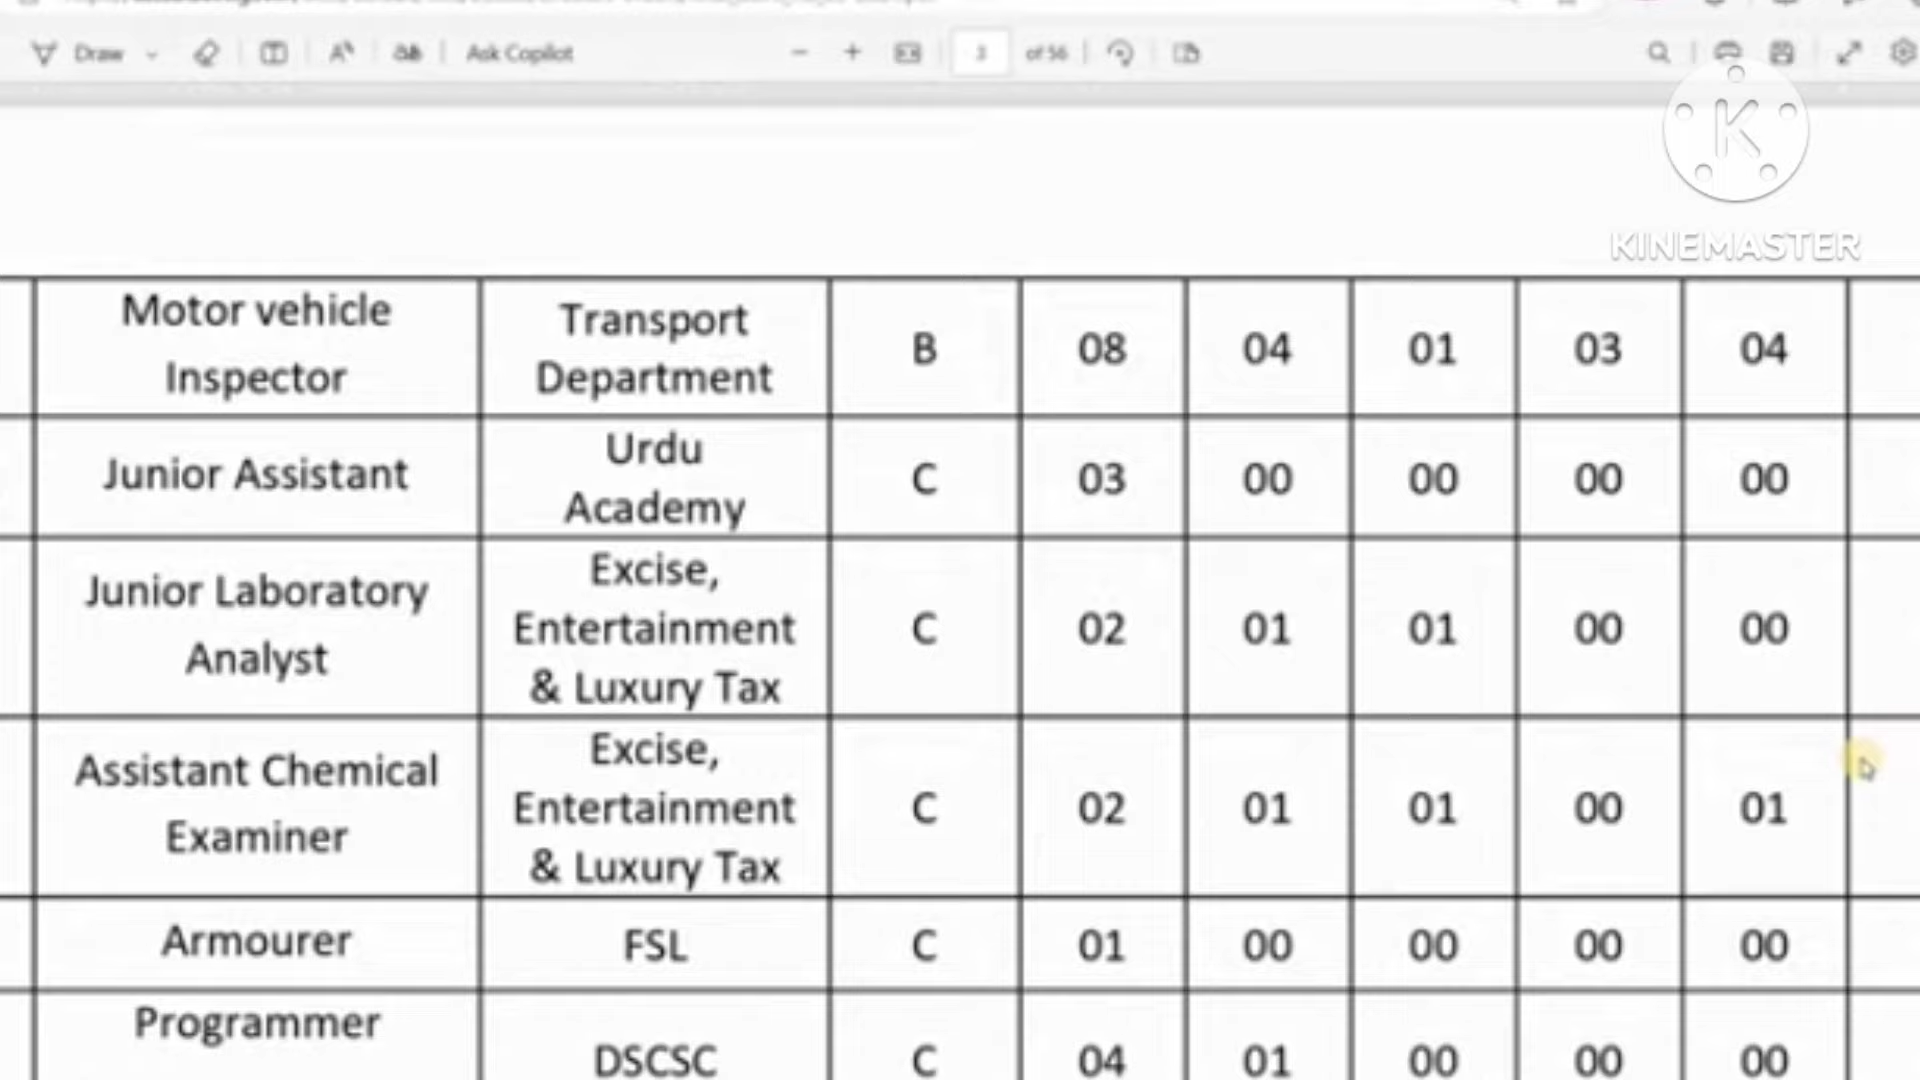 Draw
Ask Copilot
3 of 56
KINEMASTER
Motor vehicle Inspector Transport Department B 08 04 01 03 04
Junior Assistant Urdu Academy C 03 00 00 00 00
Junior Laboratory Analyst Excise, Entertainment & Luxury Tax C 02 01 01 00 00
Assistant Chemical Examiner Excise, Entertainment & Luxury Tax C 02 01 01 00 01
Armourer FSL C 01 00 00 00 00
Programmer DSCSC C 04 01 00 00 00